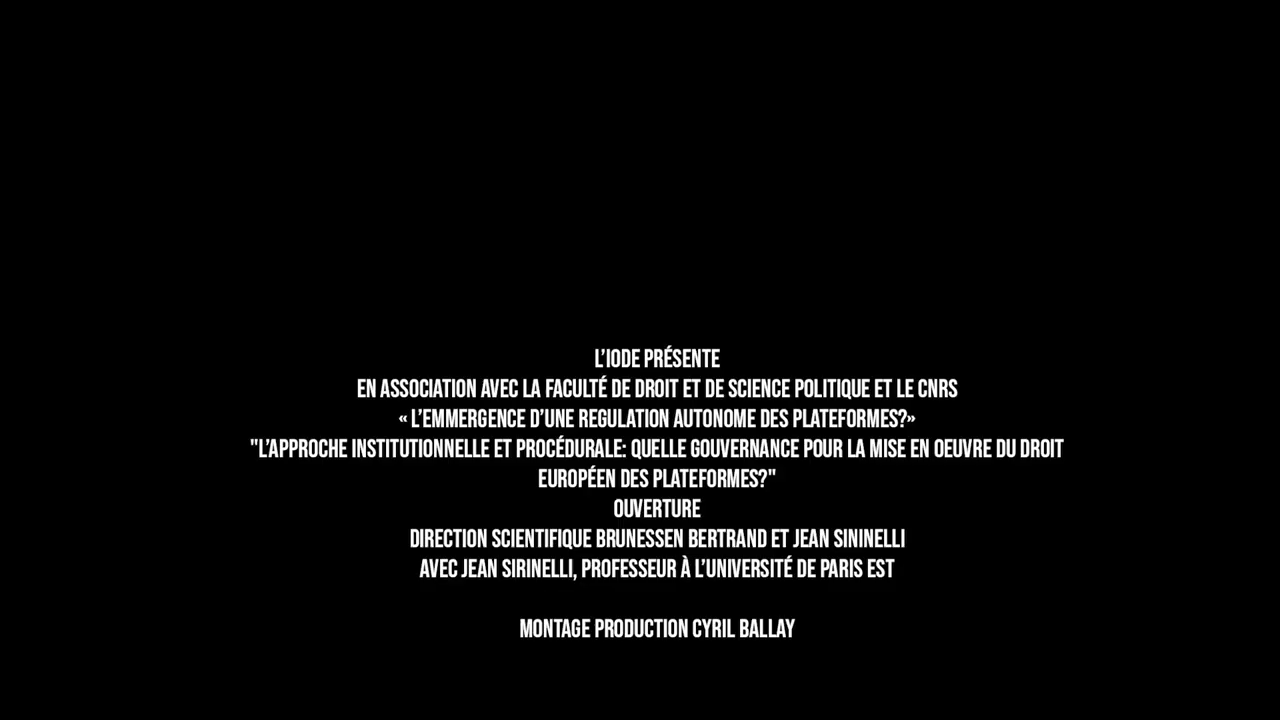 L'IODE PRÉSENTE
EN ASSOCIATION AVEC LA FACULTÉ DE DROIT ET DE SCIENCE POLITIQUE ET LE CNRS
« L'EMMERGENCE D'UNE REGULATION AUTONOME DES PLATEFORMES?»
"L'APPROCHE INSTITUTIONNELLE ET PROCÉDURALE: QUELLE GOUVERNANCE POUR LA MISE EN OEUVRE DU DROIT
EUROPÉEN DES PLATEFORMES?"
OUVERTURE
DIRECTION SCIENTIFIQUE BRUNESSEN BERTRAND ET JEAN SININELLI
AVEC JEAN SIRINELLI, PROFESSEUR À L'UNIVERSITÉ DE PARIS EST
MONTAGE PRODUCTION CYRIL BALLAY